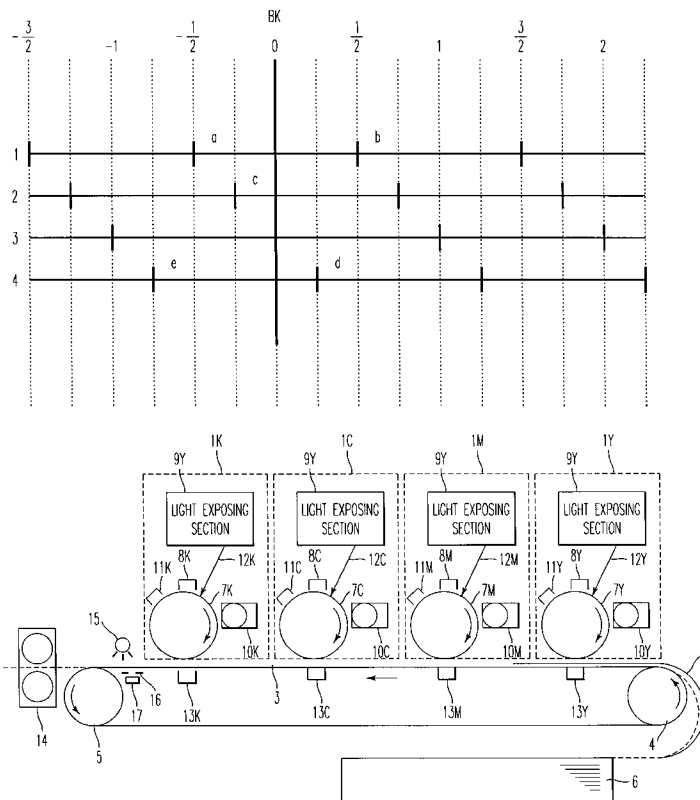 BK
-3/2 -1 -1/2 0 1/2 1 3/2 2
a b
1
c
2
3
e d
4
1K 1C 1M 1Y
9Y 9Y 9Y 9Y
LIGHT EXPOSING SECTION LIGHT EXPOSING SECTION LIGHT EXPOSING SECTION LIGHT EXPOSING SECTION
8K 12K 8C 12C 8M 12M 8Y 12Y
11K 7K 11C 7C 11M 7M 11Y 7Y
15
10K 10C 10M 10Y
16 3
14 17 13K 13C 13M 13Y
5 4
6